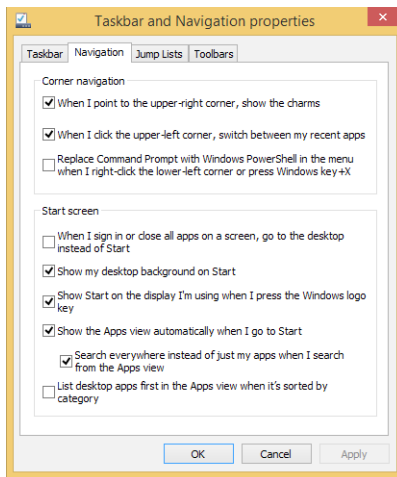 Taskbar and Navigation properties
Taskbar Navigation Jump Lists Toolbars
Corner navigation
When I point to the upper-right corner, show the charms
When I click the upper-left corner, switch between my recent apps
Replace Command Prompt with Windows PowerShell in the menu
when I right-click the lower-left corner or press Windows key+X
Start screen
When I sign in or close all apps on a screen, go to the desktop
instead of Start
Show my desktop background on Start
Show Start on the display I'm using when I press the Windows logo
key
Show the Apps view automatically when I go to Start
Search everywhere instead of just my apps when I search
from the Apps view
List desktop apps first in the Apps view when it's sorted by
category
OK Cancel Apply